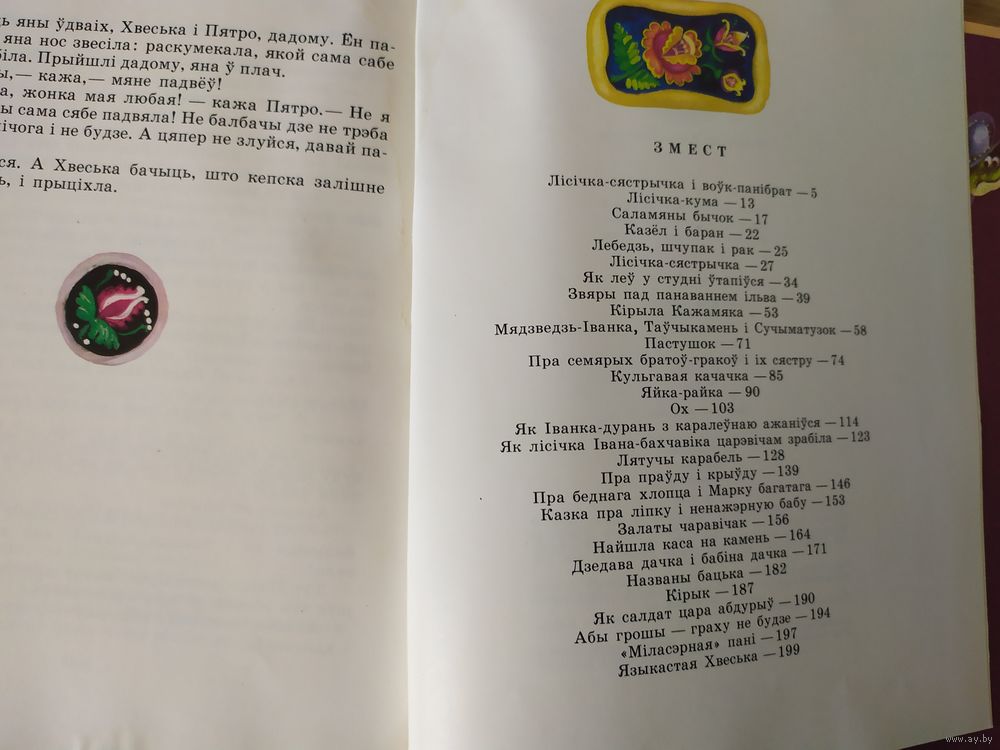 яны ўдваіх, Хвеська і Пятро, дадому. Ён па-
яна нос звесіла: раскумекала, якой сама сабе
Прыйшлі дадому, яна ў плач.
— кажа,— мяне падвёў!
жонка мая любая! — кажа Пятро.— Не я
сама сябе падвяла! Не балбачы дзе не трэба
і не будзе. А цяпер не злуйся, давай па-
А Хвеська бачыць, што кепска залішне
і прыціхла.
ЗМЕСТ
Лісічка-сястрычка і воўк-панібрат — 5
Лісічка-кума — 13
Саламяны бычок — 17
Казёл і баран — 22
Лебедзь, шчупак і рак — 25
Лісічка-сястрычка — 27
Як леў у студні ўтапіўся — 34
Звяры пад панаваннем ільва — 39
Кірыла Кажамяка — 53
Мядзведзь-Іванка, Таўчыкамень і Сучыматузок — 58
Пастушок — 71
Пра семярых братоў-гракоў і іх сястру — 74
Кульгавая качачка — 85
Яйка-райка — 90
Ох — 103
Як Іванка-дурань з каралеўнаю ажаніўся — 114
Як лісічка Івана-бахчавіка царэвічам зрабіла — 123
Лятучы карабель — 128
Пра праўду і крыўду — 139
Пра беднага хлопца і Марку багатага — 146
Казка пра ліпку і ненажэрную бабу — 153
Залаты чаравічак — 156
Найшла каса на камень — 164
Дзедава дачка і бабіна дачка — 171
Названы бацька — 182
Кірык — 187
Як салдат цара абдурыў — 190
Абы грошы — граху не будзе — 194
«Міласэрная» пані — 197
Языкастая Хвеська — 199
www.ay.by